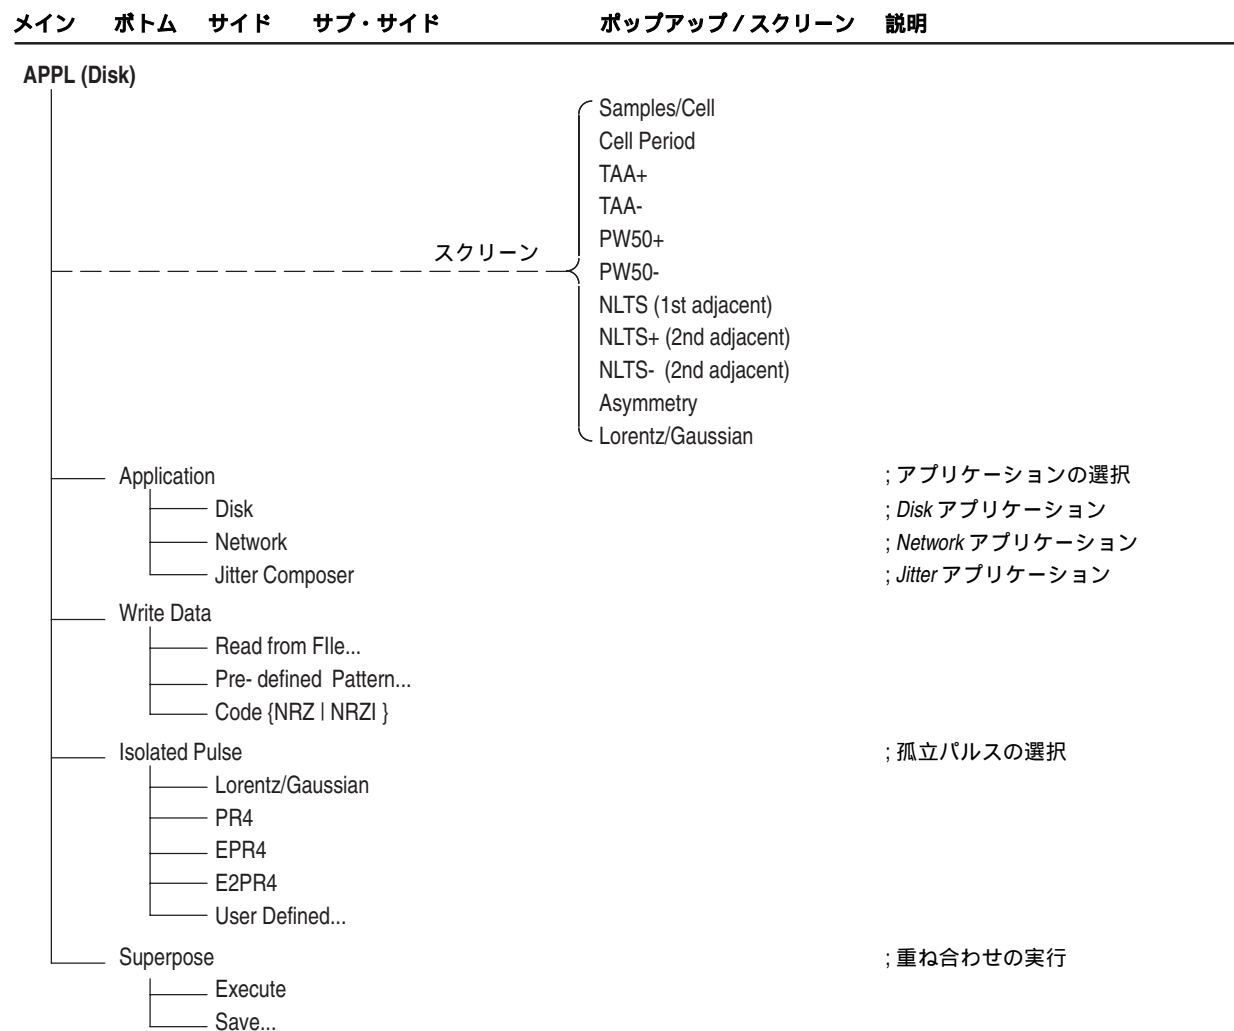 メイン ボトム サイド サブ・サイド ポップアップ / スクリーン 説明
APPL (Disk)
Samples/Cell
Cell Period
TAA+
TAA-
PW50+
スクリーン
PW50-
NLTS (1st adjacent)
NLTS+ (2nd adjacent)
NLTS- (2nd adjacent)
Asymmetry
Lorentz/Gaussian
Application ; アプリケーションの選択
Disk ; Disk アプリケーション
Network ; Network アプリケーション
Jitter Composer ; Jitter アプリケーション
Write Data
Read from FIle...
Pre- defined Pattern...
Code {NRZ | NRZI }
Isolated Pulse ; 孤立パルスの選択
Lorentz/Gaussian
PR4
EPR4
E2PR4
User Defined...
Superpose ; 重ね合わせの実行
Execute
Save...